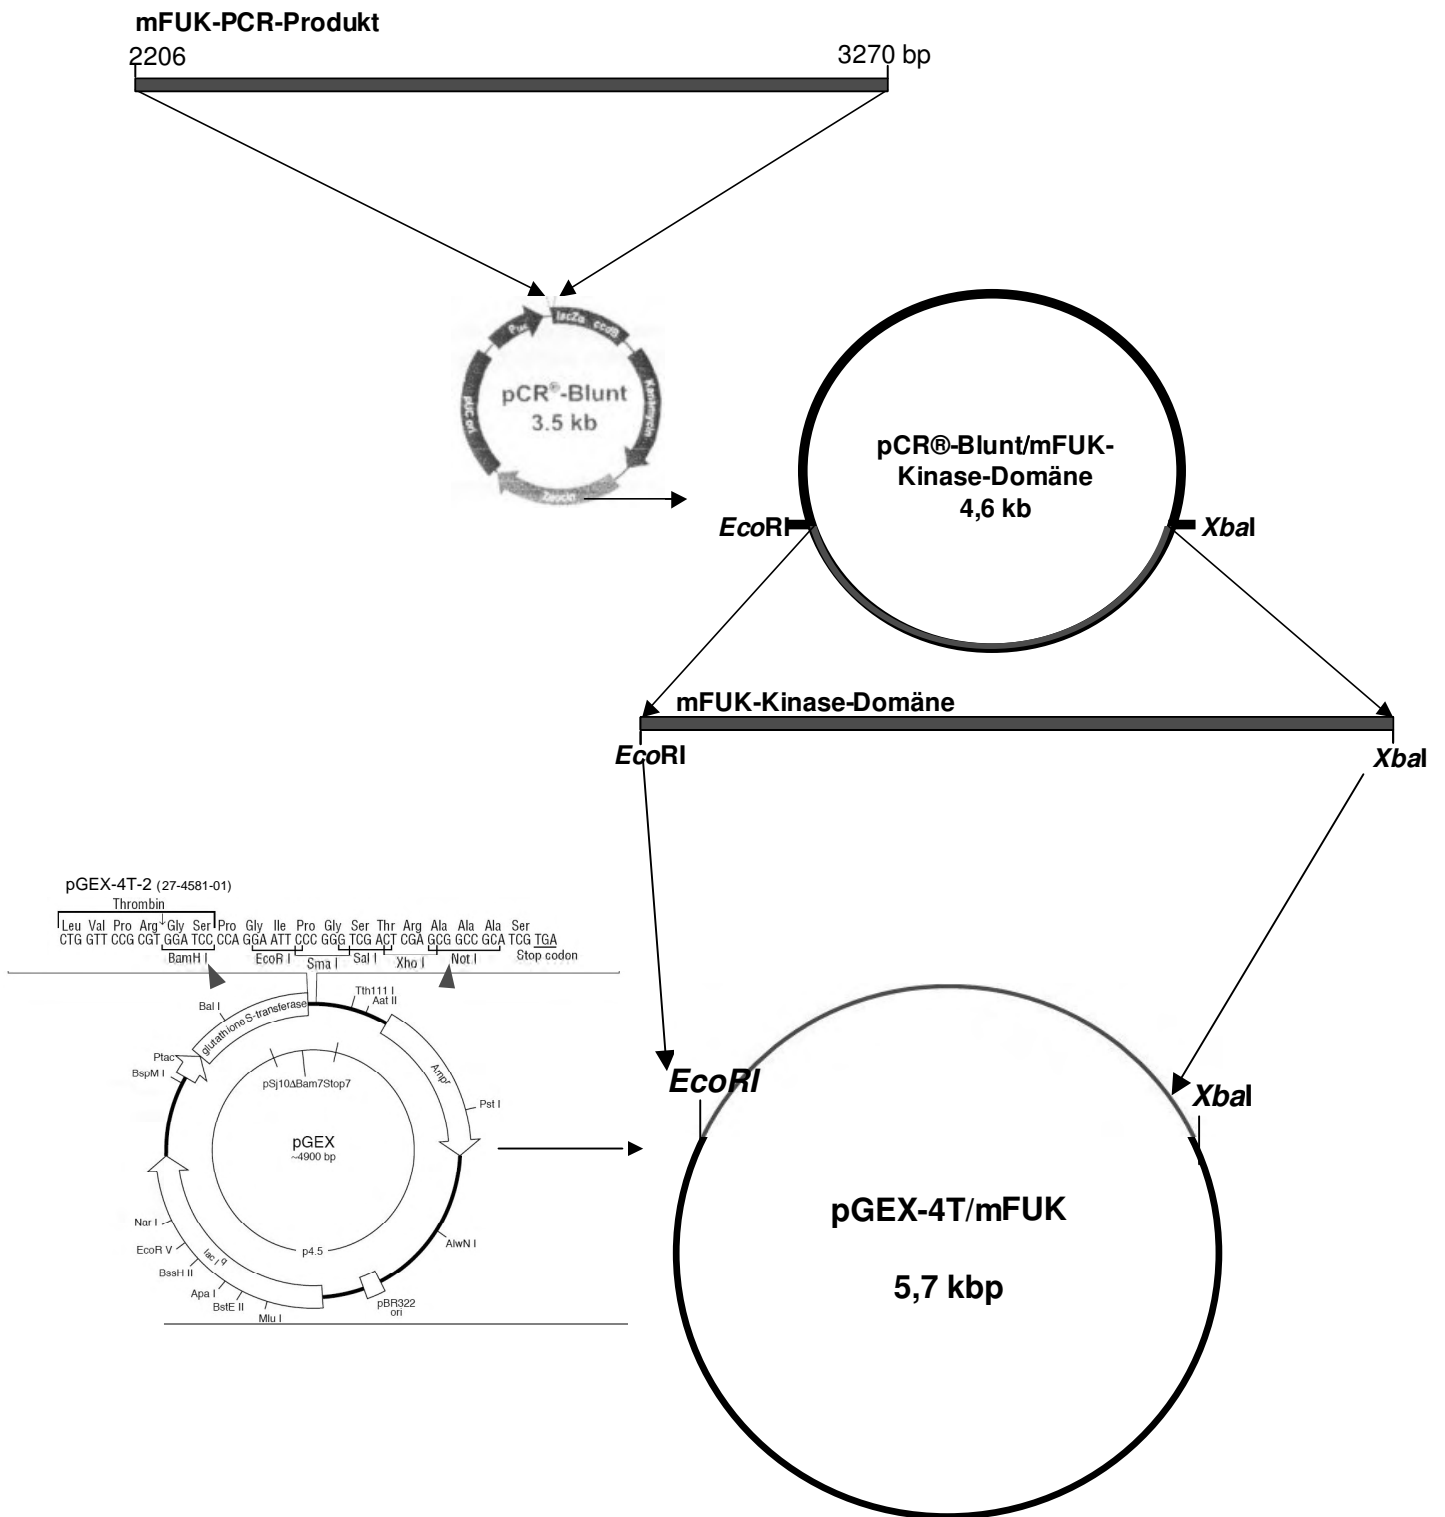 mFUK-PCR-Produkt
2206
3270 bp
Ptac
lacZα ccdB
Kanamycin
Zeocin
pUC ori
pCR®-Blunt
3.5 kb
pCR®-Blunt/mFUK-
Kinase-Domäne
4,6 kb
EcoRI
XbaI
mFUK-Kinase-Domäne
EcoRI
XbaI
pGEX-4T-2 (27-4581-01)
Thrombin
Leu Val Pro Arg↓Gly Ser Pro Gly Ile Pro Gly Ser Thr Arg Ala Ala Ala Ser
CTG GTT CCG CGT GGA TCC CCA GGA ATT CCC GGG TCG ACT CGA GCG GCC GCA TCG TGA
BamH I EcoR I Sma I Sal I Xho I Not I Stop codon
Tth111 I
Aat II
Bal I
glutathione S-transferase
Ptac
BspM I
Ampr
pSj10ΔBam7Stop7
Pst I
pGEX
~4900 bp
Nar I
EcoR V
BssH II
Apa I
BstE II
Mlu I
lac Iq
p4.5
AlwN I
pBR322
ori
EcoRI
XbaI
pGEX-4T/mFUK
5,7 kbp